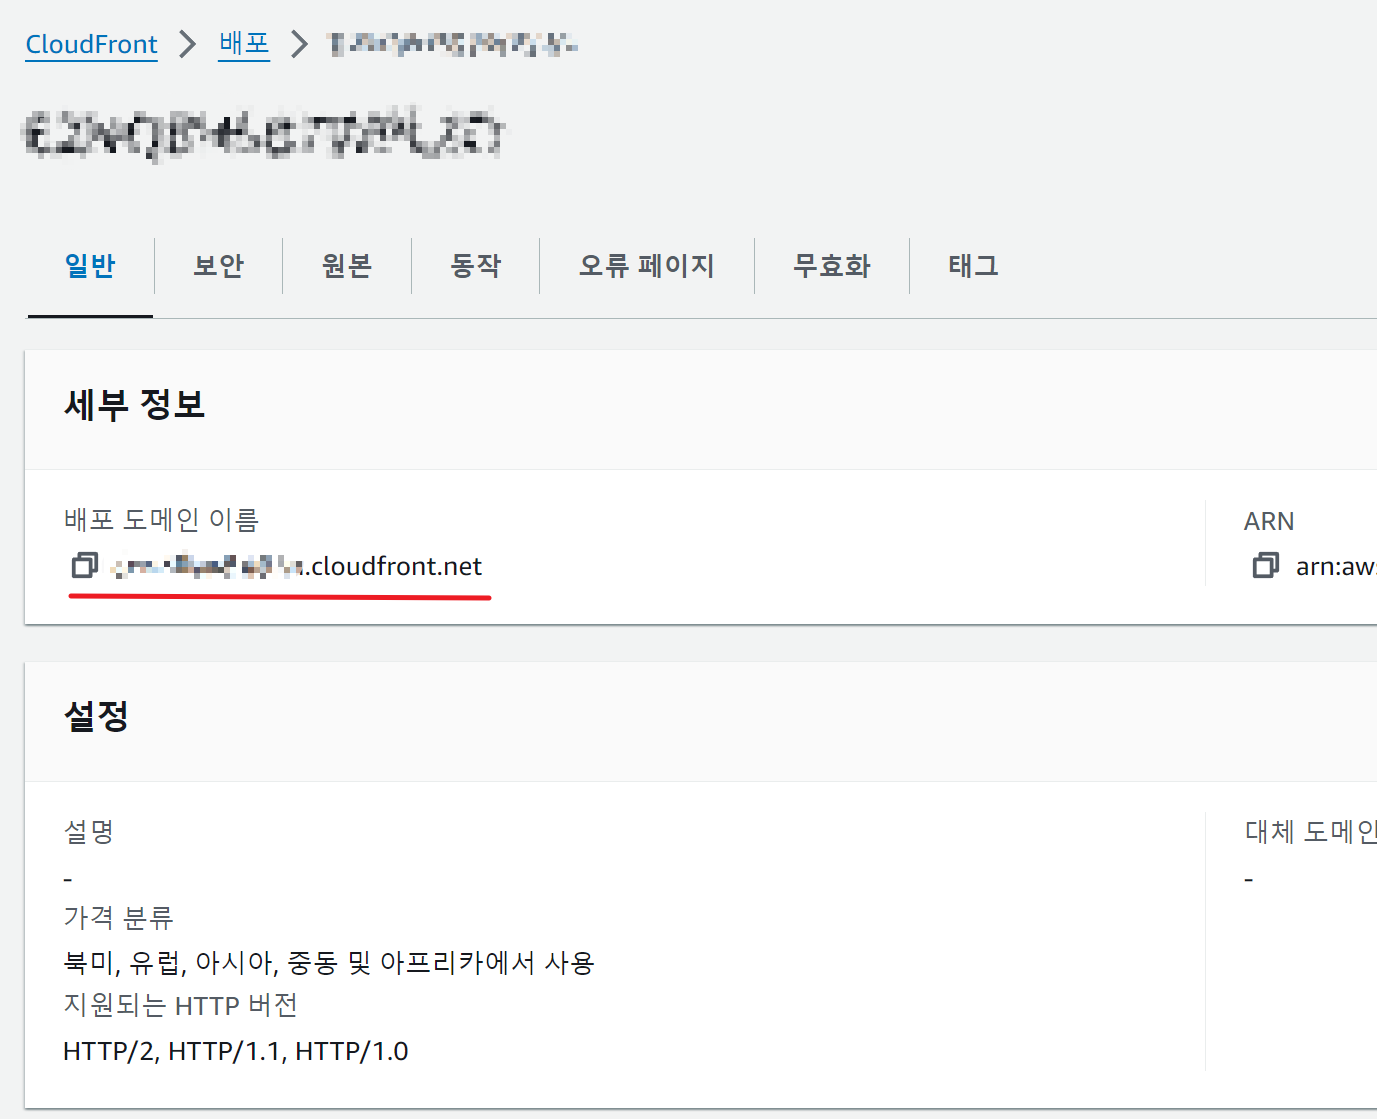 CloudFront > 배포 >
일반 보안 원본 동작 오류 페이지 무효화 태그
세부 정보
배포 도메인 이름
.cloudfront.net
ARN
arn:aws
설정
설명
-
가격 분류
북미, 유럽, 아시아, 중동 및 아프리카에서 사용
지원되는 HTTP 버전
HTTP/2, HTTP/1.1, HTTP/1.0
대체 도메인
-